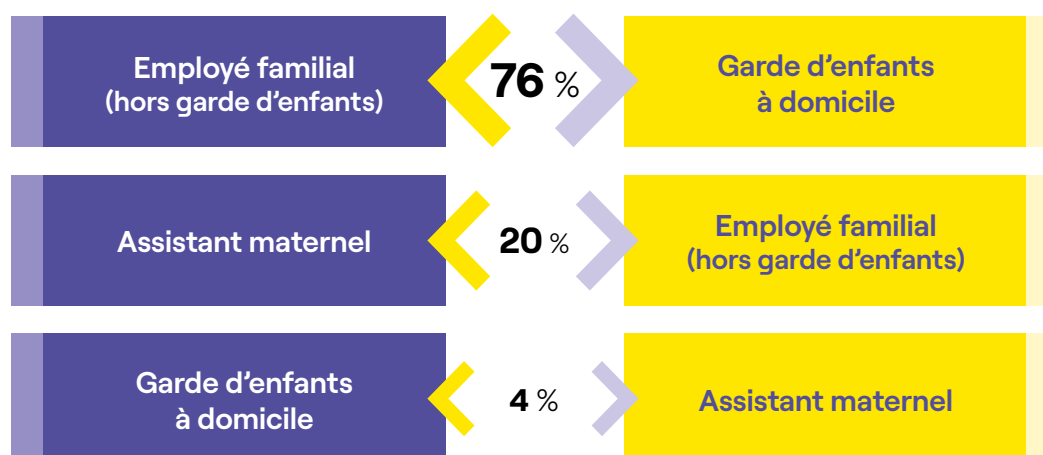 Employé familial
(hors garde d’enfants)
76 %
Garde d’enfants
à domicile
Assistant maternel
20 %
Employé familial
(hors garde d’enfants)
Garde d’enfants
à domicile
4 %
Assistant maternel